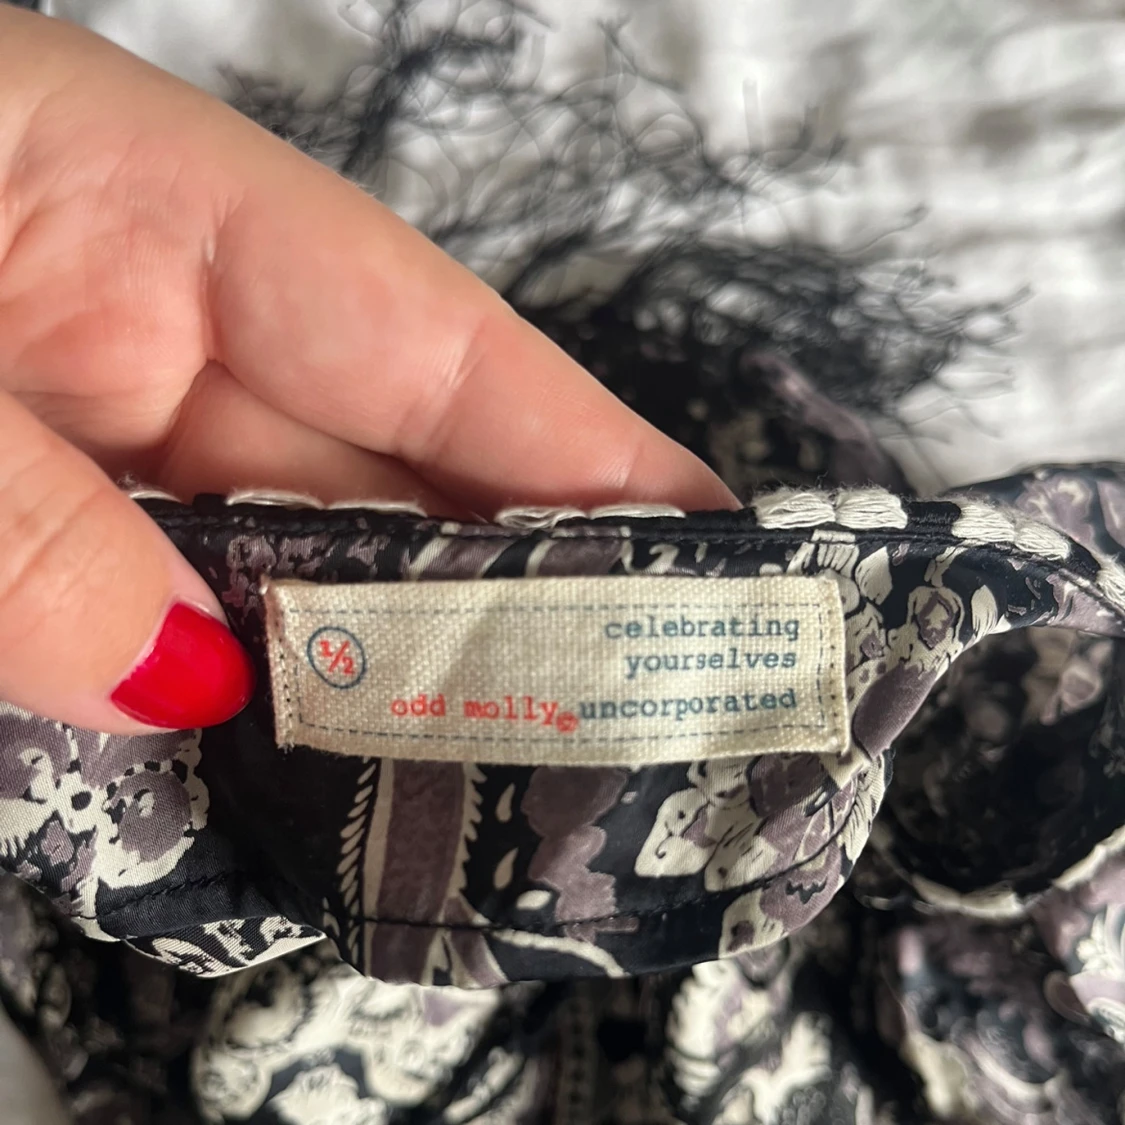 celebrating
1/2
yourselves
odd molly® uncorporated